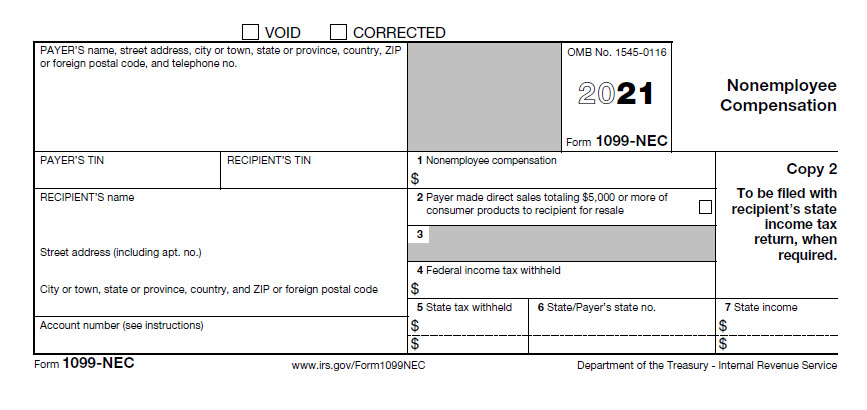 VOID CORRECTED
PAYER'S name, street address, city or town, state or province, country, ZIP
or foreign postal code, and telephone no.
OMB No. 1545-0116
2021
Form 1099-NEC
Nonemployee
Compensation
PAYER'S TIN
RECIPIENT'S TIN
1 Nonemployee compensation
$
Copy 2
To be filed with
recipient's state
income tax
return, when
required.
RECIPIENT'S name
2 Payer made direct sales totaling $5,000 or more of
consumer products to recipient for resale
3
Street address (including apt. no.)
4 Federal income tax withheld
$
City or town, state or province, country, and ZIP or foreign postal code
5 State tax withheld
$
$
6 State/Payer's state no.
7 State income
$
$
Account number (see instructions)
Form 1099-NEC
www.irs.gov/Form1099NEC
Department of the Treasury - Internal Revenue Service